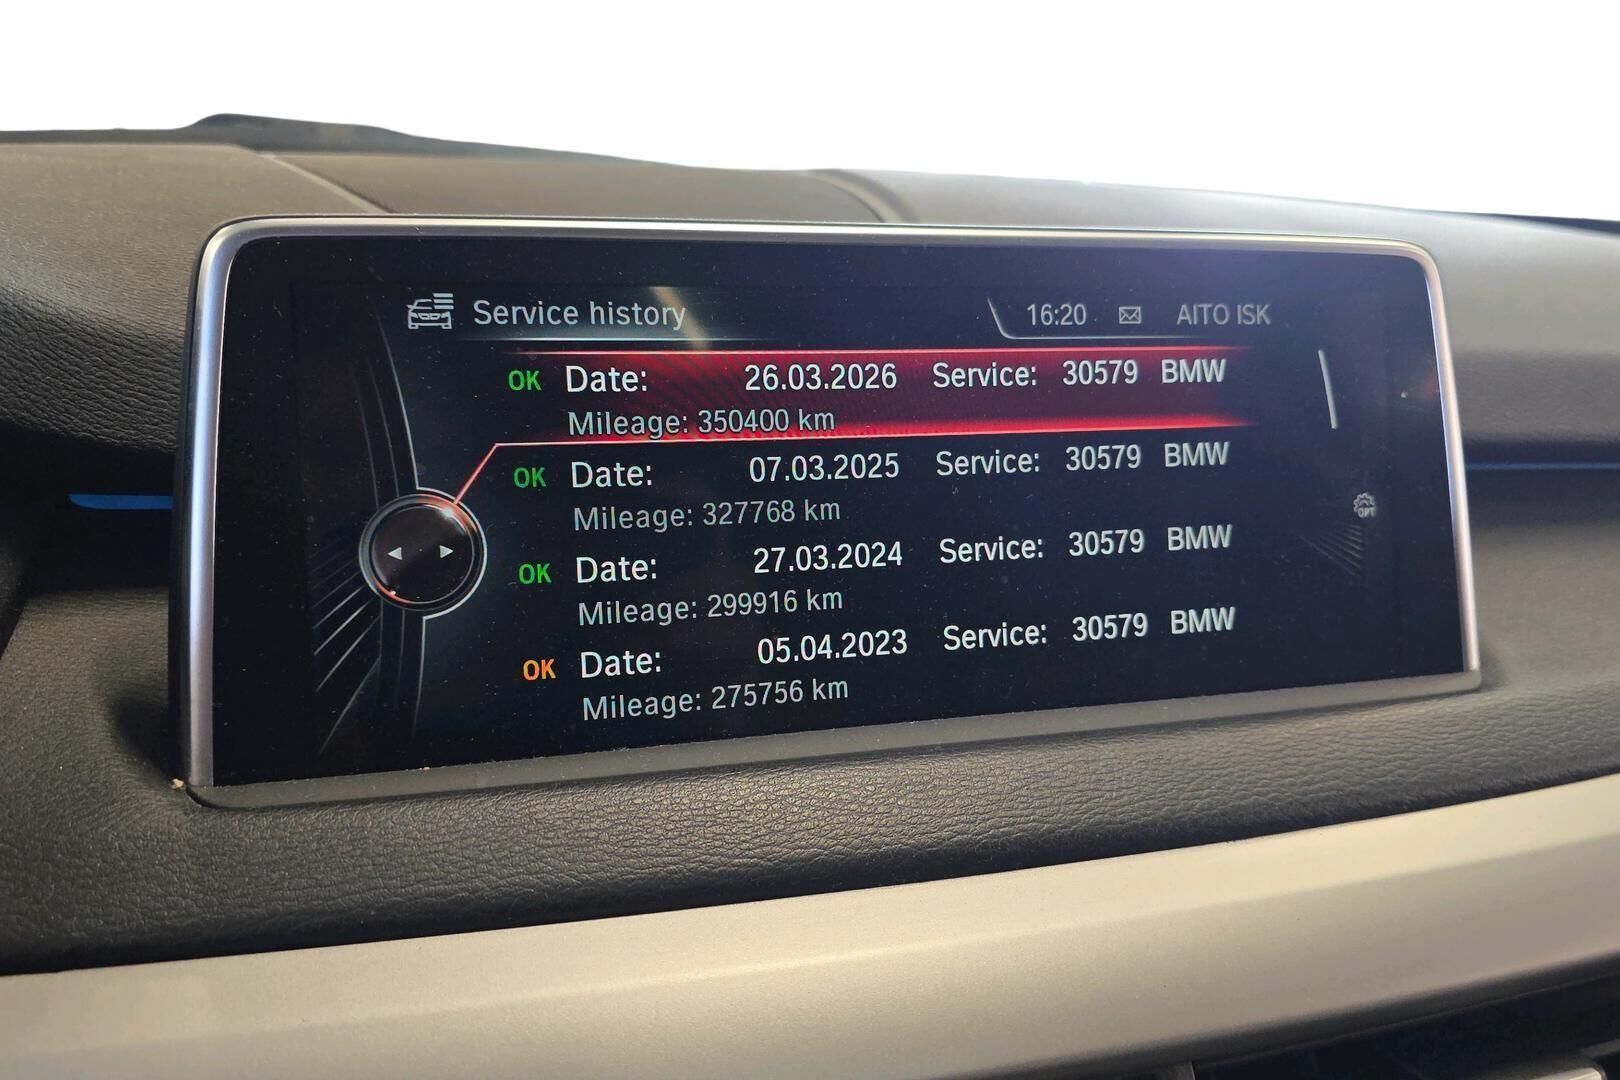 Service history 16:20 AITO ISK
OK Date: 26.03.2026 Service: 30579 BMW
Mileage: 350400 km
OK Date: 07.03.2025 Service: 30579 BMW
Mileage: 327768 km
OK Date: 27.03.2024 Service: 30579 BMW
Mileage: 299916 km
OK Date: 05.04.2023 Service: 30579 BMW
Mileage: 275756 km
OPT